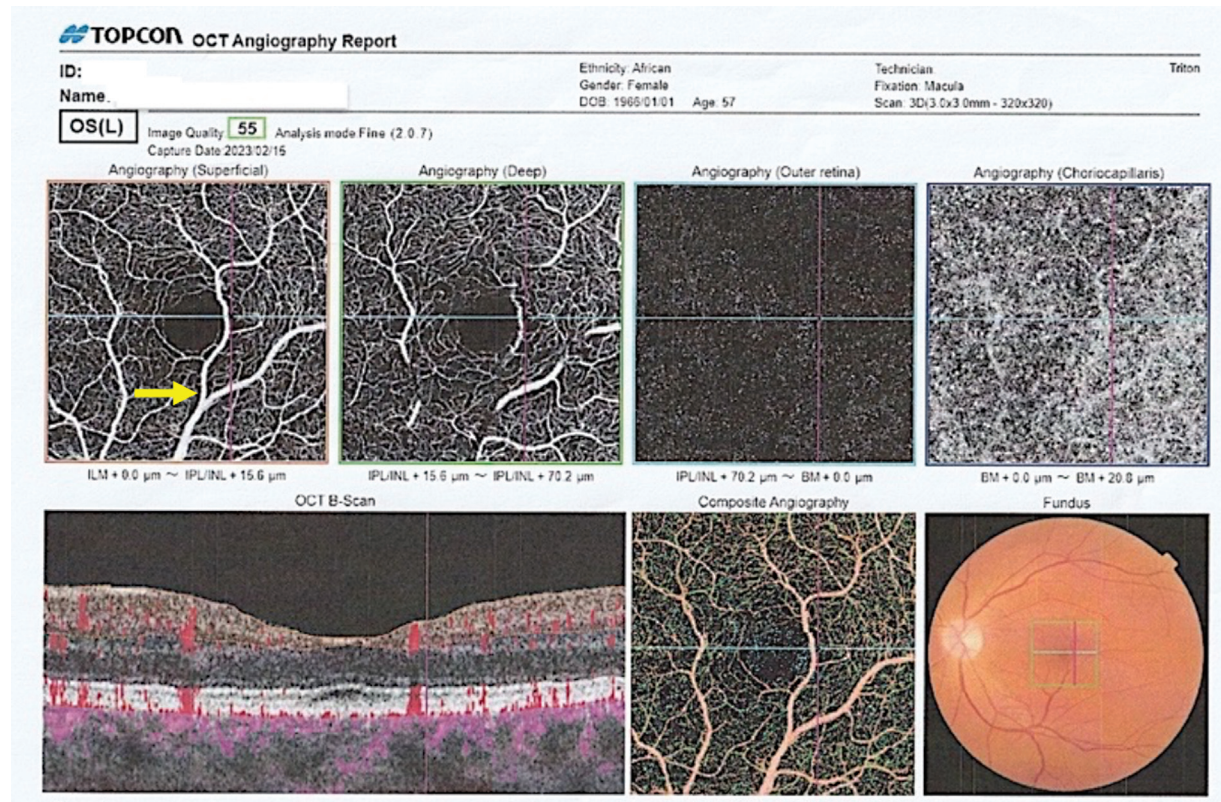 TOPCON OCT Angiography Report
ID:
Name.
Ethnicity: African
Gender: Female
DOB: 1966/01/01 Age: 57
Technician:
Fixation: Macula
Scan: 3D(3.0x3.0mm - 320x320)
Triton
OS(L)
Image Quality 55 Analysis mode Fine (2.0.7)
Capture Date:2023/02/15
Angiography (Superficial)
Angiography (Deep)
Angiography (Outer retina)
Angiography (Choriocapillaris)
ILM + 0.0 µm ~ IPL/INL + 15.6 µm
IPL/INL + 15.6 µm ~ IPL/INL + 70.2 µm
IPL/INL + 70.2 µm ~ BM + 0.0 µm
BM + 0.0 µm ~ BM + 20.8 µm
OCT B-Scan
Composite Angiography
Fundus